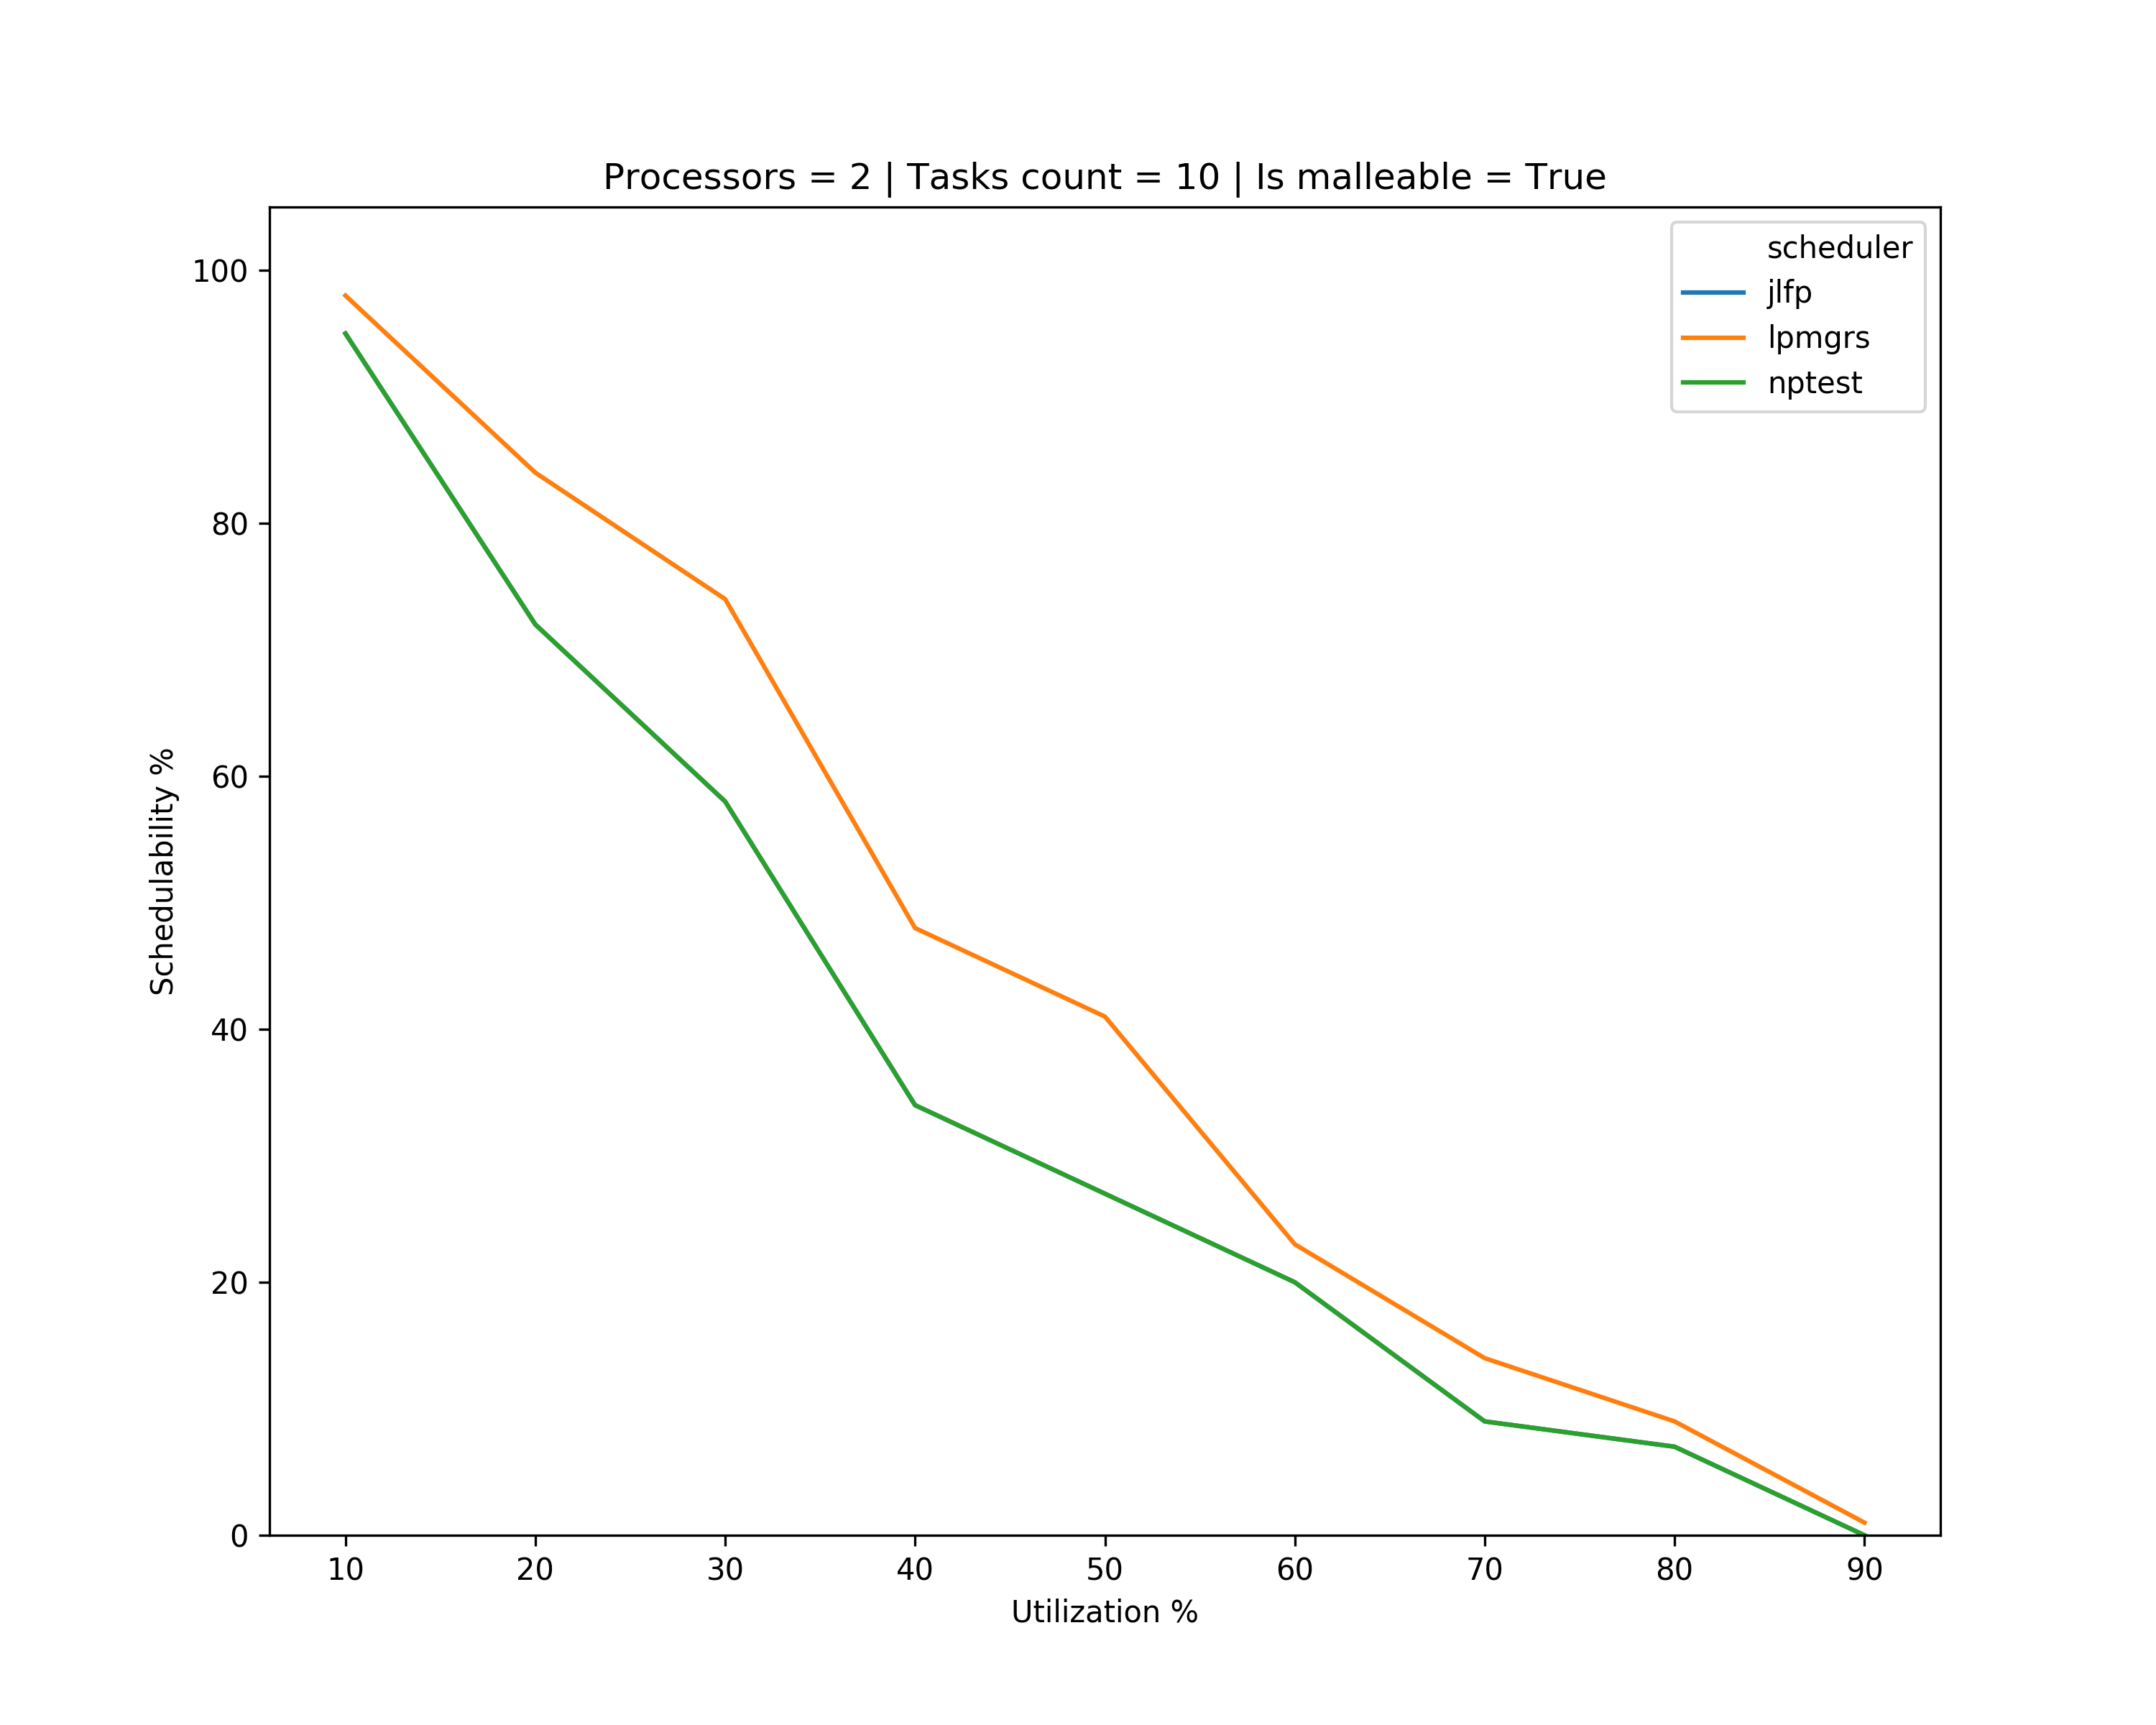 Processors = 2 | Tasks count = 10 | Is malleable = True
scheduler
jlfp
lpmgrs
nptest
Schedulability %
100
80
60
40
20
0
10 20 30 40 50 60 70 80 90
Utilization %